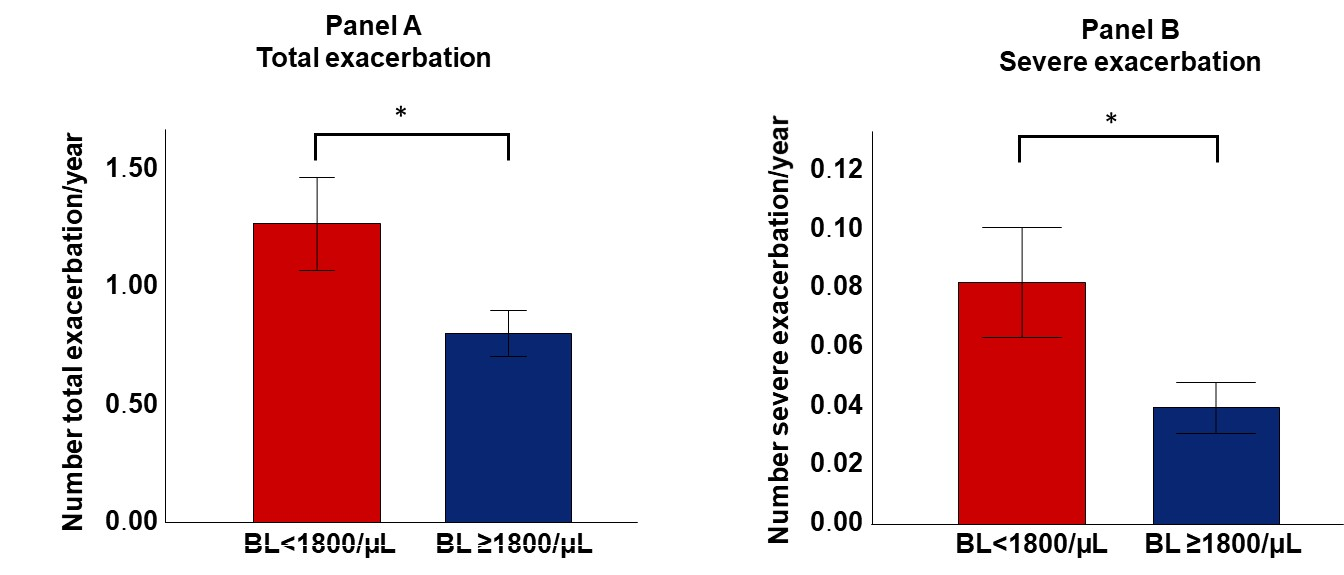 Panel A
Total exacerbation
*
Number total exacerbation/year
1.50
1.00
0.50
0.00
BL<1800/µL BL ≥1800/µL
Panel B
Severe exacerbation
*
Number severe exacerbation/year
0.12
0.10
0.08
0.06
0.04
0.02
0.00
BL<1800/µL BL ≥1800/µL